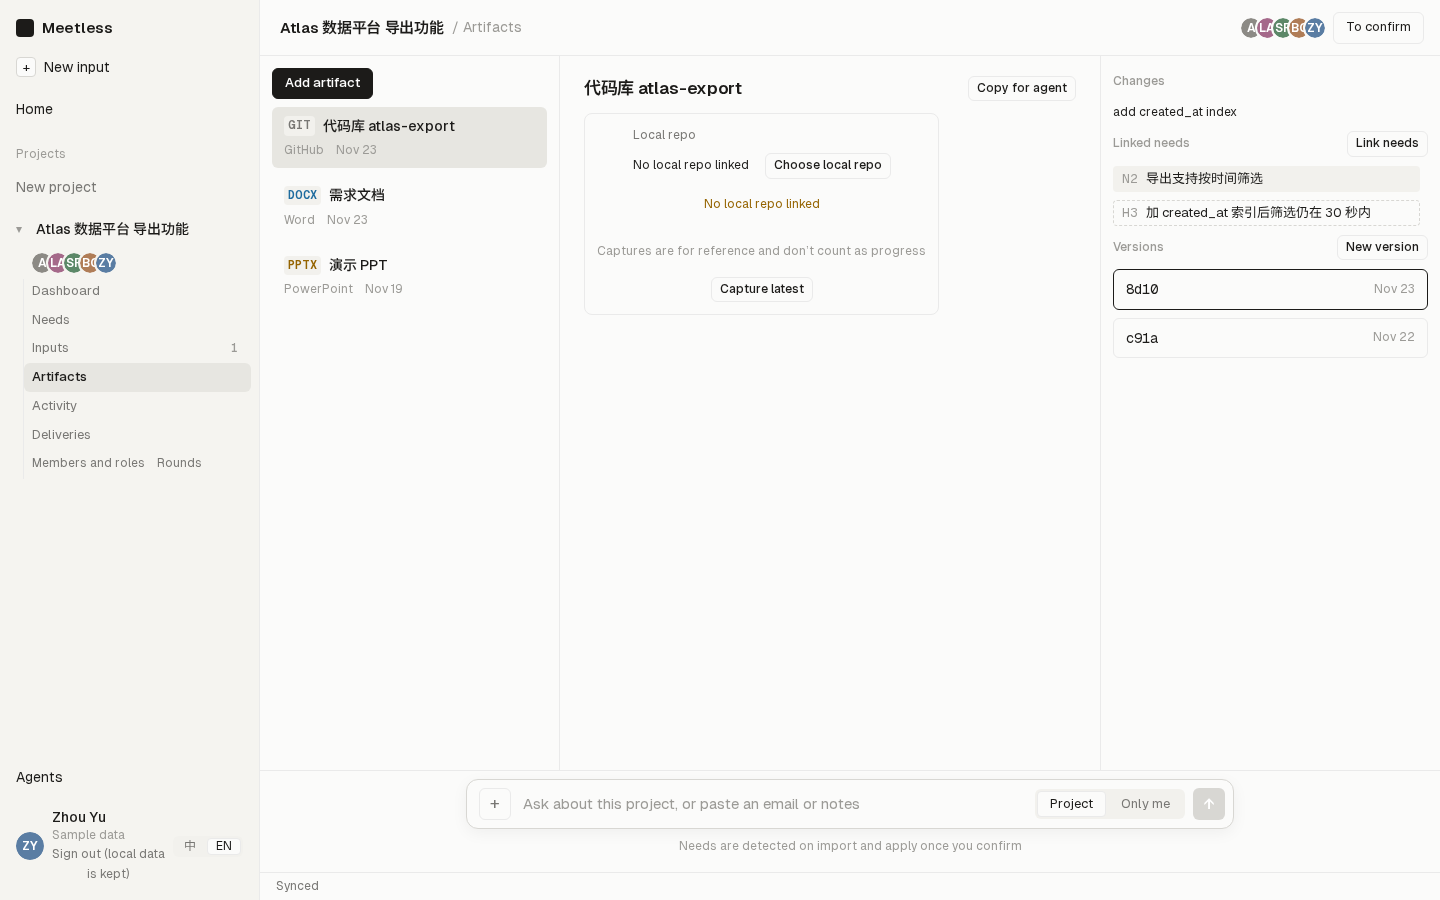 Meetless
+ New input
Home
Projects
New project
▾ Atlas 数据平台 导出功能
ZY
Dashboard
Needs
Inputs 1
Artifacts
Activity
Deliveries
Members and roles Rounds
Agents
Zhou Yu
ZY
Sample data
Sign out (local data
is kept)
中 EN
Atlas 数据平台 导出功能 / Artifacts
ZY
To confirm
Add artifact
GIT 代码库 atlas-export
GitHub Nov 23
DOCX 需求文档
Word Nov 23
PPTX 演示 PPT
PowerPoint Nov 19
代码库 atlas-export
Copy for agent
Local repo
No local repo linked Choose local repo
No local repo linked
Captures are for reference and don't count as progress
Capture latest
Changes
add created_at index
Linked needs Link needs
N2 导出支持按时间筛选
H3 加 created_at 索引后筛选仍在 30 秒内
Versions New version
8d10 Nov 23
c91a Nov 22
+ Ask about this project, or paste an email or notes Project Only me ↑
Needs are detected on import and apply once you confirm
Synced